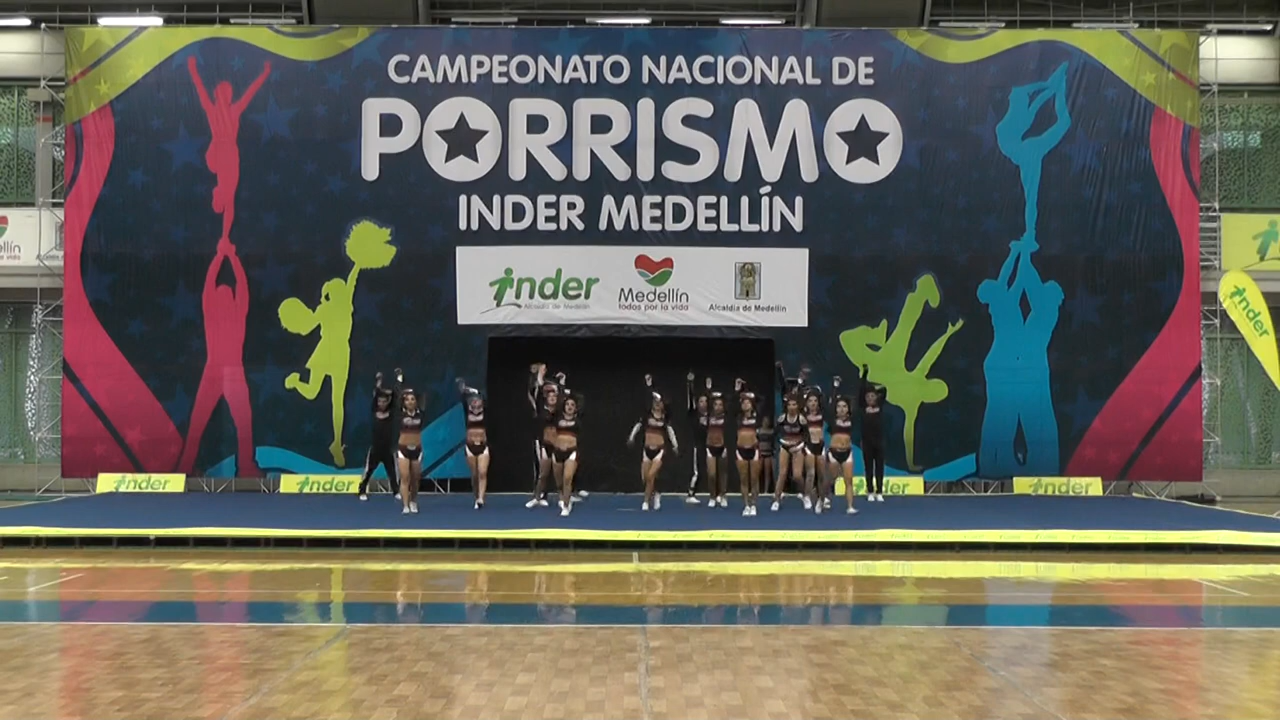 CAMPEONATO NACIONAL DE
PORRISMO
INDER MEDELLÍN
inder
Alcaldía de Medellín
Medellín
todos por la vida
Alcaldía de Medellín
inder
inder
inder
inder
inder